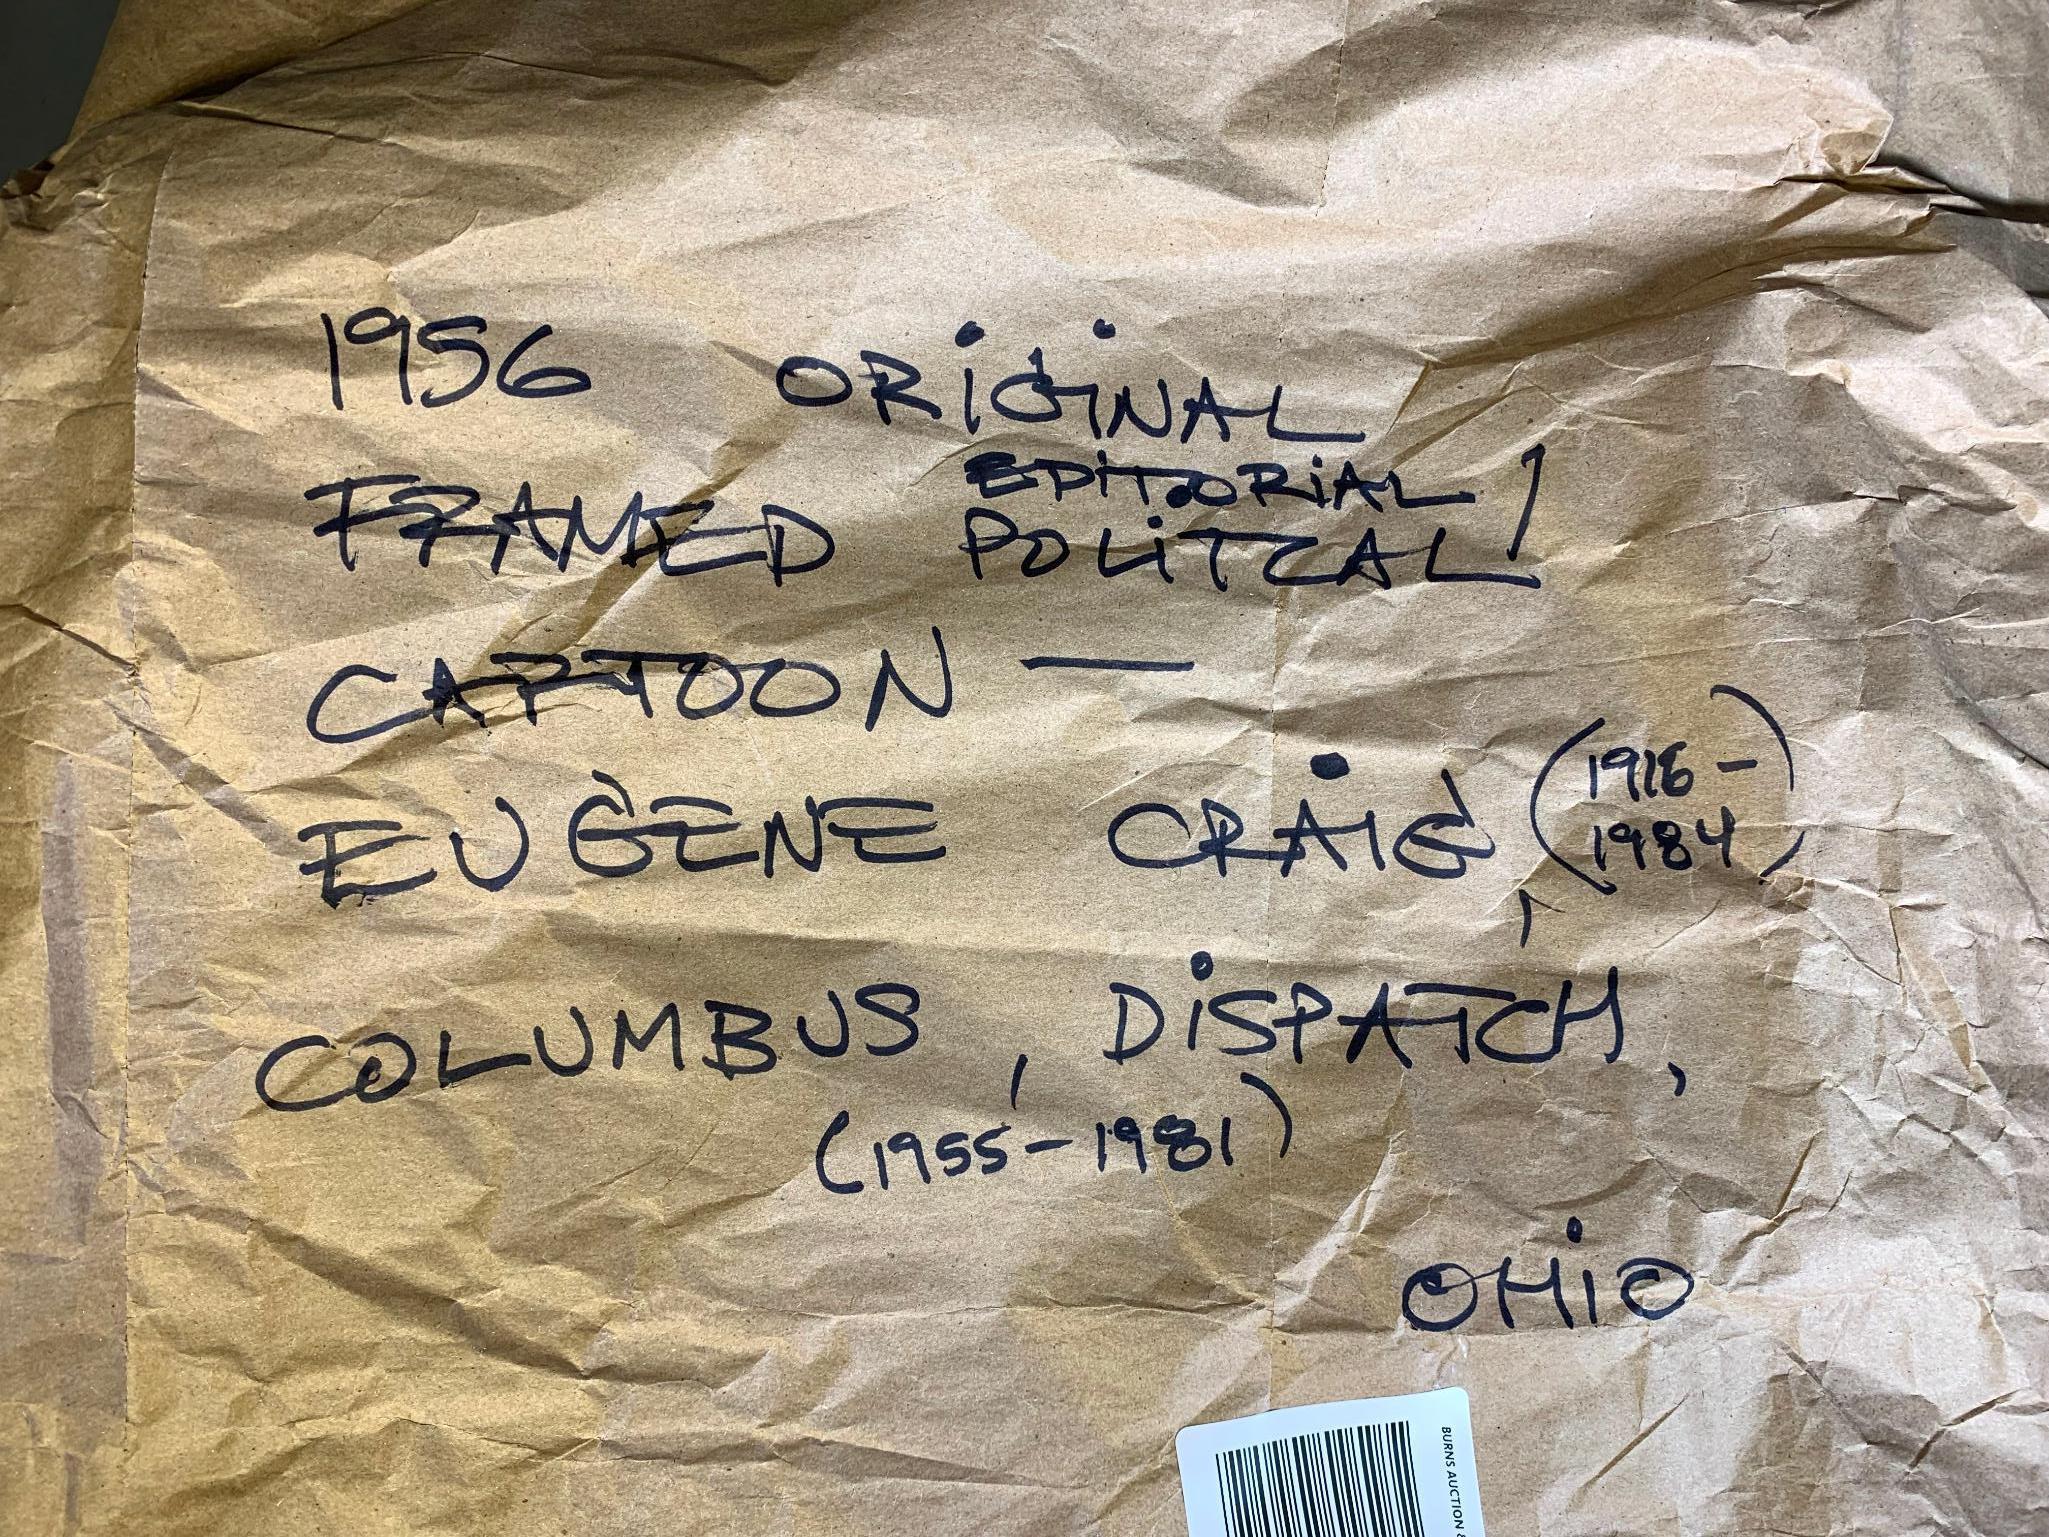 1956 ORIGINAL
EDITORIAL /
FRAMED POLITCAL
CARTOON —
EUGENE CRAIG, (1916-1984)
COLUMBUS, DISPATCH,
(1955-1981)
OHIO
BURNS AUCTION &